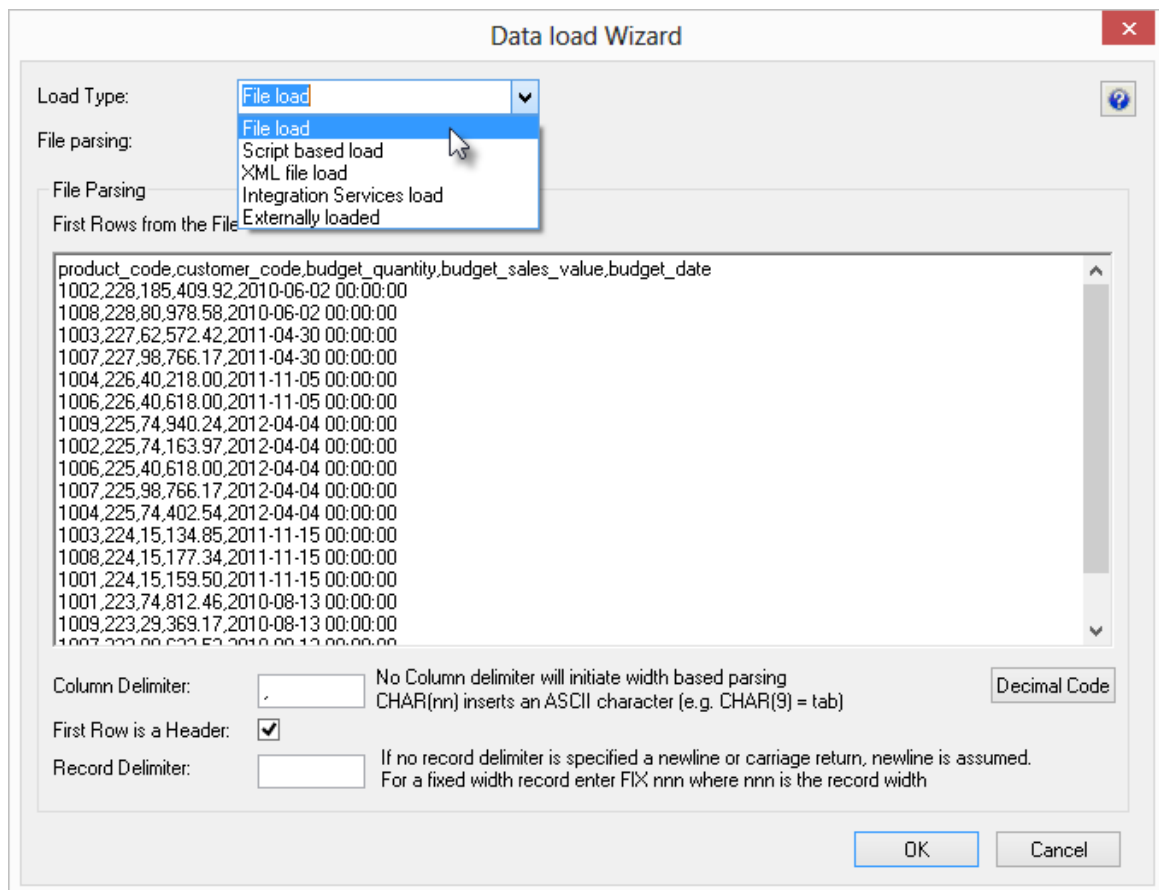 Data load Wizard
Load Type:
File load
File load
Script based load
XML file load
Integration Services load
Externally loaded
File parsing:
File Parsing
First Rows from the File
product_code,customer_code,budget_quantity,budget_sales_value,budget_date
1002,228,185,409.92,2010-06-02 00:00:00
1008,228,80,978.58,2010-06-02 00:00:00
1003,227,62,572.42,2011-04-30 00:00:00
1007,227,98,766.17,2011-04-30 00:00:00
1004,226,40,218.00,2011-11-05 00:00:00
1006,226,40,618.00,2011-11-05 00:00:00
1009,225,74,940.24,2012-04-04 00:00:00
1002,225,74,163.97,2012-04-04 00:00:00
1006,225,40,618.00,2012-04-04 00:00:00
1007,225,98,766.17,2012-04-04 00:00:00
1004,225,74,402.54,2012-04-04 00:00:00
1003,224,15,134.85,2011-11-15 00:00:00
1008,224,15,177.34,2011-11-15 00:00:00
1001,224,15,159.50,2011-11-15 00:00:00
1001,223,74,812.46,2010-08-13 00:00:00
1009,223,29,369.17,2010-08-13 00:00:00
Column Delimiter:
,
No Column delimiter will initiate width based parsing
CHAR(nn) inserts an ASCII character (e.g. CHAR(9) = tab)
Decimal Code
First Row is a Header:
Record Delimiter:
If no record delimiter is specified a newline or carriage return, newline is assumed.
For a fixed width record enter FIX nnn where nnn is the record width
OK
Cancel